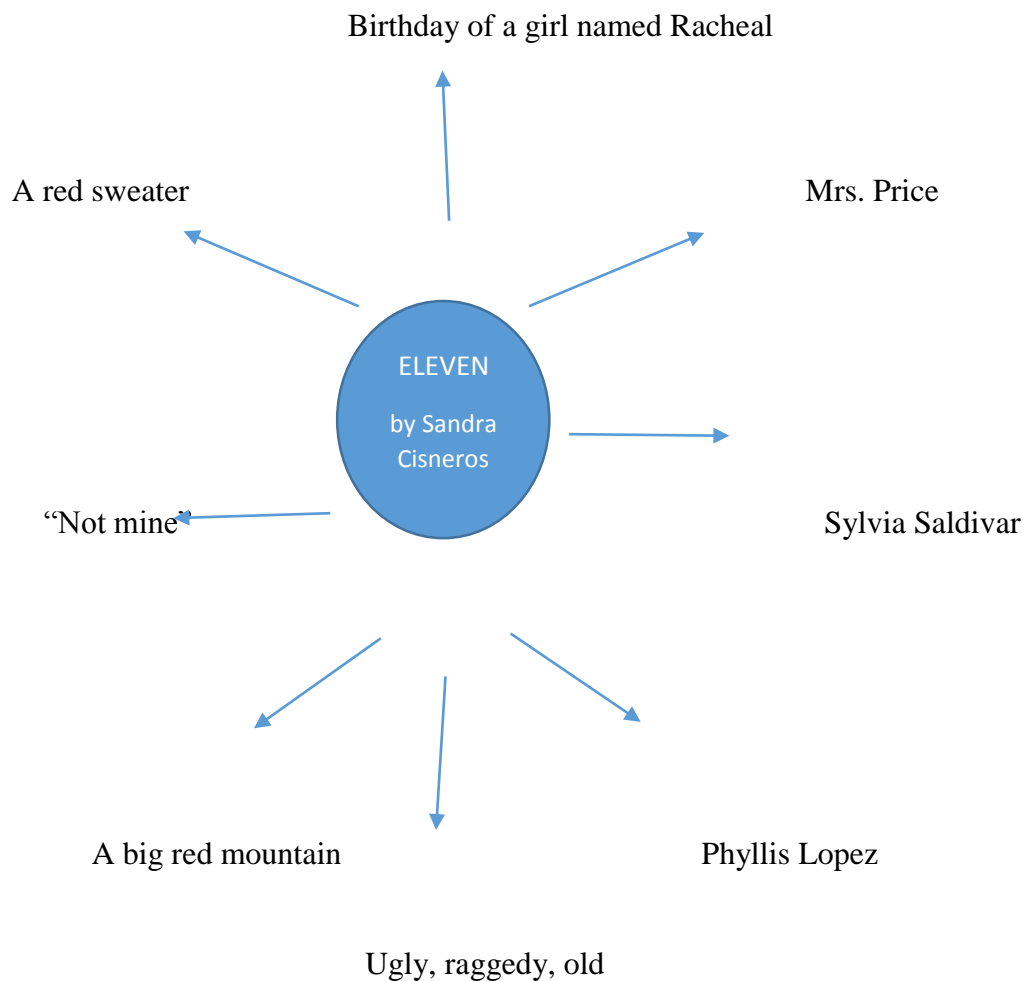 Birthday of a girl named Racheal
A red sweater
Mrs. Price
ELEVEN
by Sandra
Cisneros
“Not mine”
Sylvia Saldivar
A big red mountain
Phyllis Lopez
Ugly, raggedy, old